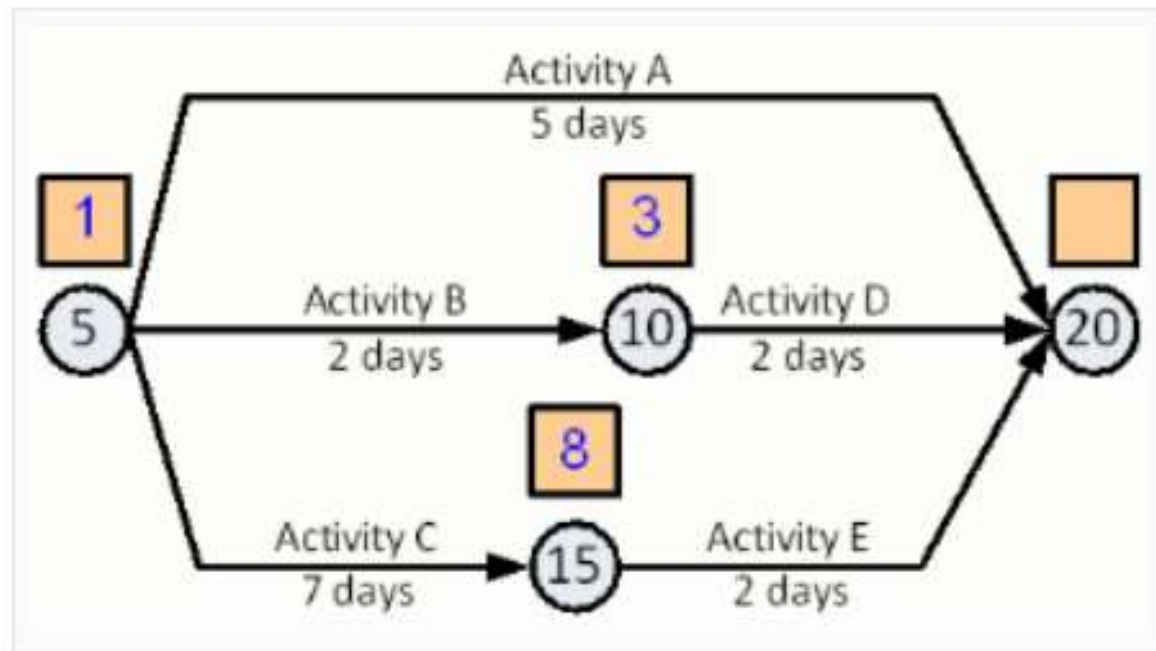 Activity A
5 days
1
3
5
Activity B
2 days
10
Activity D
2 days
20
8
Activity C
7 days
15
Activity E
2 days